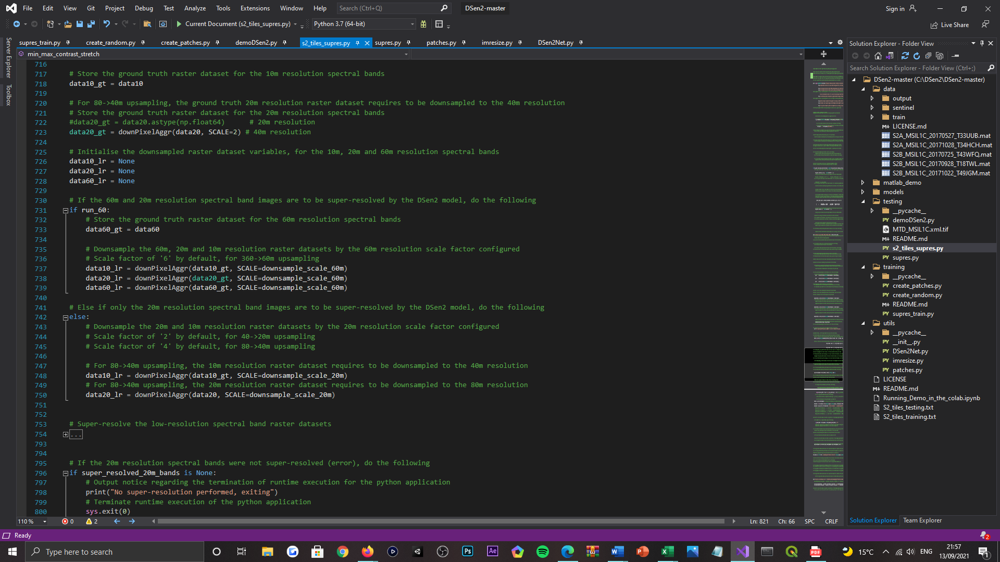 File Edit View Git Project Debug Test Analyze Tools Extensions Window Help Search (Ctrl+Q) DSen2-master Sign in
Current Document (s2_tiles_supres.py) Python 3.7 (64-bit) Live Share
supres_train.py create_random.py create_patches.py demoDSen2.py s2_tiles_supres.py supres.py patches.py imresize.py DSen2Net.py
min_max_contrast_stretch
Server Explorer
Toolbox
716
717 # Store the ground truth raster dataset for the 10m resolution spectral bands
718 data10_gt = data10
719
720 # For 80->40m upsampling, the ground truth 20m resolution raster dataset requires to be downsampled to the 40m resolution
721 # Store the ground truth raster dataset for the 20m resolution spectral bands
722 #data20_gt = data20.astype(np.float64) # 20m resolution
723 data20_gt = downPixelAggr(data20, SCALE=2) # 40m resolution
724
725 # Initialise the downsampled raster dataset variables, for the 10m, 20m and 60m resolution spectral bands
726 data10_lr = None
727 data20_lr = None
728 data60_lr = None
729
730 # If the 60m and 20m resolution spectral band images are to be super-resolved by the DSen2 model, do the following
731 if run_60:
732 # Store the ground truth raster dataset for the 60m resolution spectral bands
733 data60_gt = data60
734
735 # Downsample the 60m, 20m and 10m resolution raster datasets by the 60m resolution scale factor configured
736 # Scale factor of '6' by default, for 360->60m upsampling
737 data10_lr = downPixelAggr(data10_gt, SCALE=downsample_scale_60m)
738 data20_lr = downPixelAggr(data20_gt, SCALE=downsample_scale_60m)
739 data60_lr = downPixelAggr(data60_gt, SCALE=downsample_scale_60m)
740
741 # Else if only the 20m resolution spectral band images are to be super-resolved by the DSen2 model, do the following
742 else:
743 # Downsample the 20m and 10m resolution raster datasets by the 20m resolution scale factor configured
744 # Scale factor of '2' by default, for 40->20m upsampling
745 # Scale factor of '4' by default, for 80->40m upsampling
746
747 # For 80->40m upsampling, the 10m resolution raster dataset requires to be downsampled to the 40m resolution
748 data10_lr = downPixelAggr(data10_gt, SCALE=downsample_scale_20m)
749 # For 80->40m upsampling, the 20m resolution raster dataset requires to be downsampled to the 80m resolution
750 data20_lr = downPixelAggr(data20, SCALE=downsample_scale_20m)
751
752
753 # Super-resolve the low-resolution spectral band raster datasets
754 ...
793
794
795 # If the 20m resolution spectral bands were not super-resolved (error), do the following
796 if super_resolved_20m_bands is None:
797 # Output notice regarding the termination of runtime execution for the python application
798 print("No super-resolution performed, exiting")
799 # Terminate runtime execution of the python application
800 sys.exit(0)
110 % 0 2 Ln: 821 Ch: 66 SPC CRLF
Solution Explorer - Folder View
Search Solution Explorer - Folder View (Ctrl+;)
DSen2-master (C:\DSen2\DSen2-master)
data
output
sentinel
train
LICENSE.md
S2A_MSIL1C_20170527_T33UUB.mat
S2A_MSIL1C_20171028_T34HCH.mat
S2B_MSIL1C_20170725_T43WFQ.mat
S2B_MSIL1C_20170928_T18TWL.mat
S2B_MSIL1C_20171022_T49JGM.mat
matlab_demo
models
testing
__pycache__
demoDSen2.py
MTD_MSIL1C.xml.tif
README.md
s2_tiles_supres.py
supres.py
training
__pycache__
create_patches.py
create_random.py
README.md
supres_train.py
utils
__pycache__
__init__.py
DSen2Net.py
imresize.py
patches.py
LICENSE
README.md
Running_Demo_in_the_colab.ipynb
S2_tiles_testing.txt
S2_tiles_training.txt
Solution Explorer Team Explorer
Ready 2
Type here to search Ps Ae 15°C ENG 21:57
13/09/2021 1